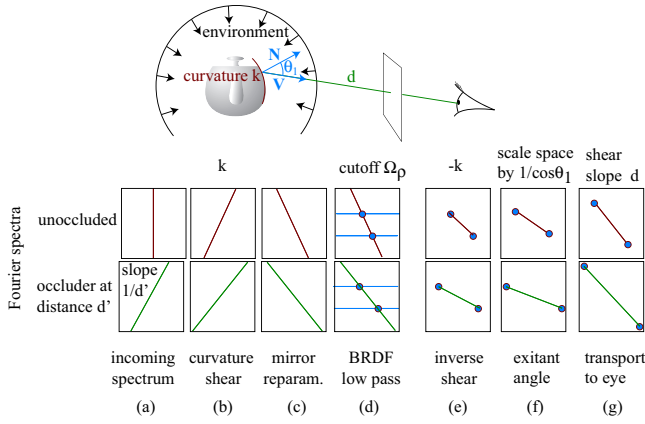 environment
N
curvature k
θ1
V
d
k
cutoff Ωρ
-k
scale space
by 1/cosθ1
shear
slope d
Fourier spectra
unoccluded
occluder at
distance d’
slope
1/d’
incoming
spectrum
(a)
curvature
shear
(b)
mirror
reparam.
(c)
BRDF
low pass
(d)
inverse
shear
(e)
exitant
angle
(f)
transport
to eye
(g)